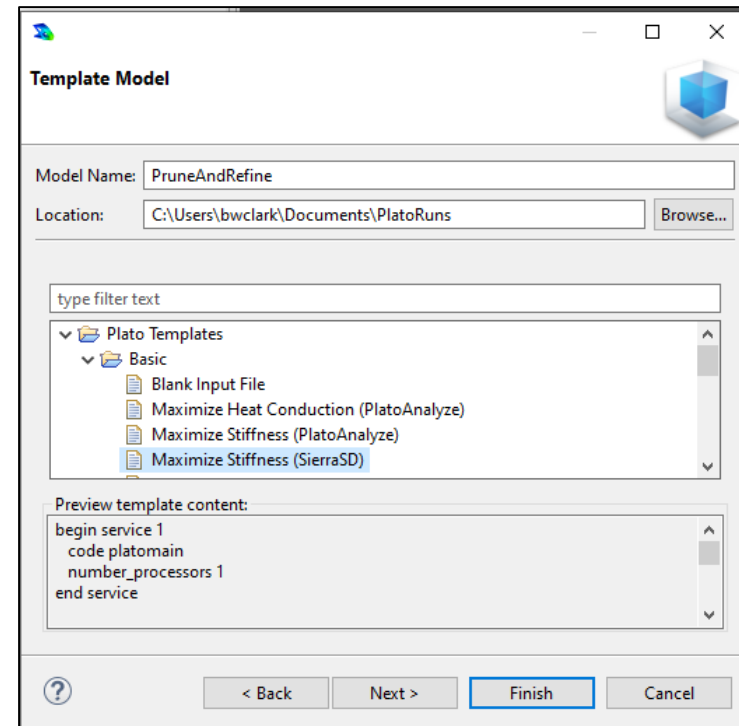 Template Model
Model Name: PruneAndRefine
Location: C:\Users\bwclark\Documents\PlatoRuns Browse...
type filter text
Plato Templates
Basic
Blank Input File
Maximize Heat Conduction (PlatoAnalyze)
Maximize Stiffness (PlatoAnalyze)
Maximize Stiffness (SierraSD)
Preview template content:
begin service 1
code platomain
number_processors 1
end service
? < Back Next > Finish Cancel